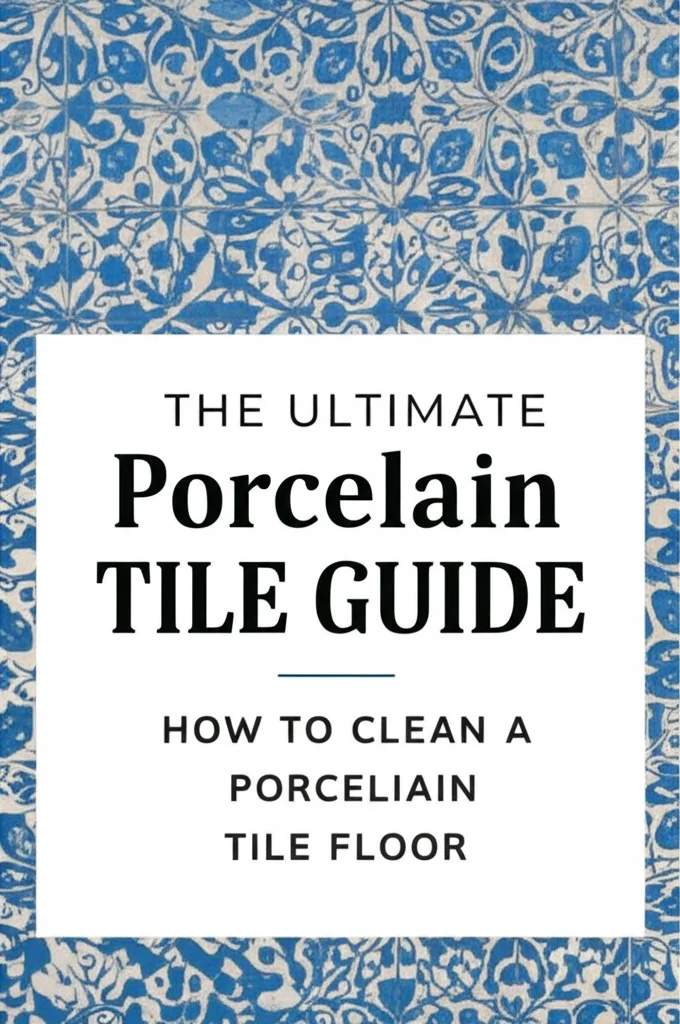 THE ULTIMATE
Porcelain
TILE GUIDE
HOW TO CLEAN A
PORCELIAIN
TILE FLOOR